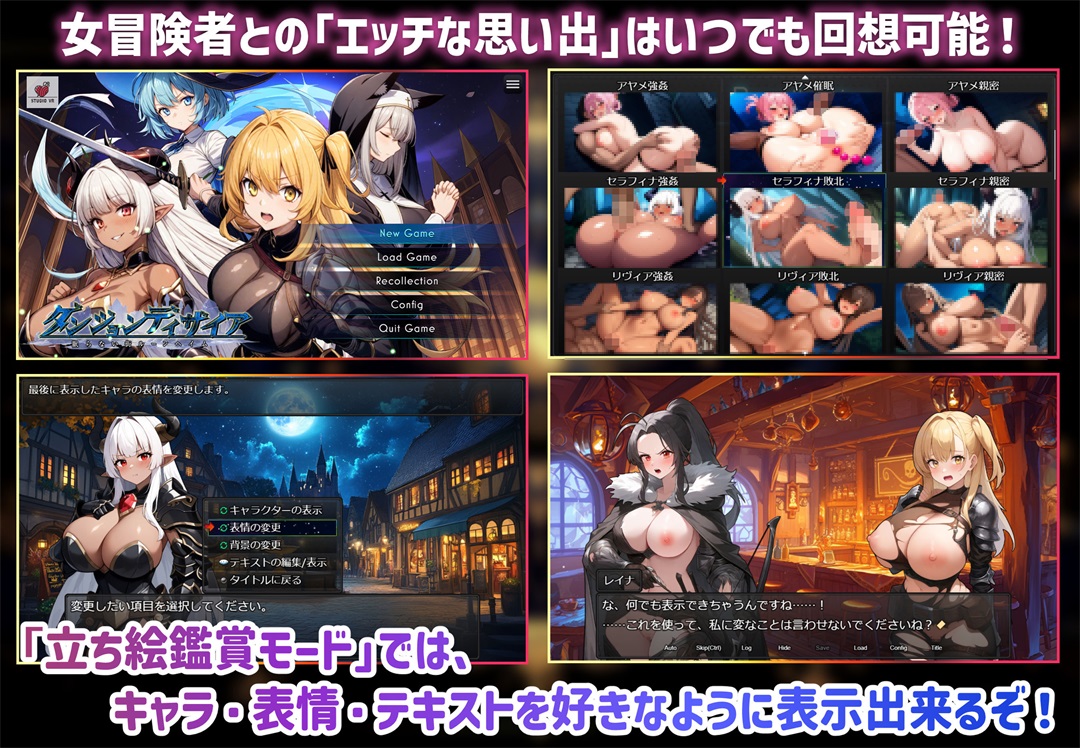 女冒険者との「エッチな思い出」はいつでも回想可能！
STUDIO VR
New Game
Load Game
Recollection
Config
Quit Game
ダンジョンディザイア
アヤメ強姦
アヤメ催眠
アヤメ親密
セラフィナ強姦
セラフィナ敗北
セラフィナ親密
リヴィア強姦
リヴィア敗北
リヴィア親密
最後に表示したキャラの表情を変更します。
キャラクターの表示
表情の変更
背景の変更
テキストの編集/表示
タイトルに戻る
変更したい項目を選択してください。
レイナ
な、何でも表示できちゃうんですね……！
……これを使って、私に変なことは言わせないでくださいね？
Auto Skip(Ctrl) Log Hide Save Load Config Title
「立ち絵鑑賞モード」では、
キャラ・表情・テキストを好きなように表示出来るぞ！